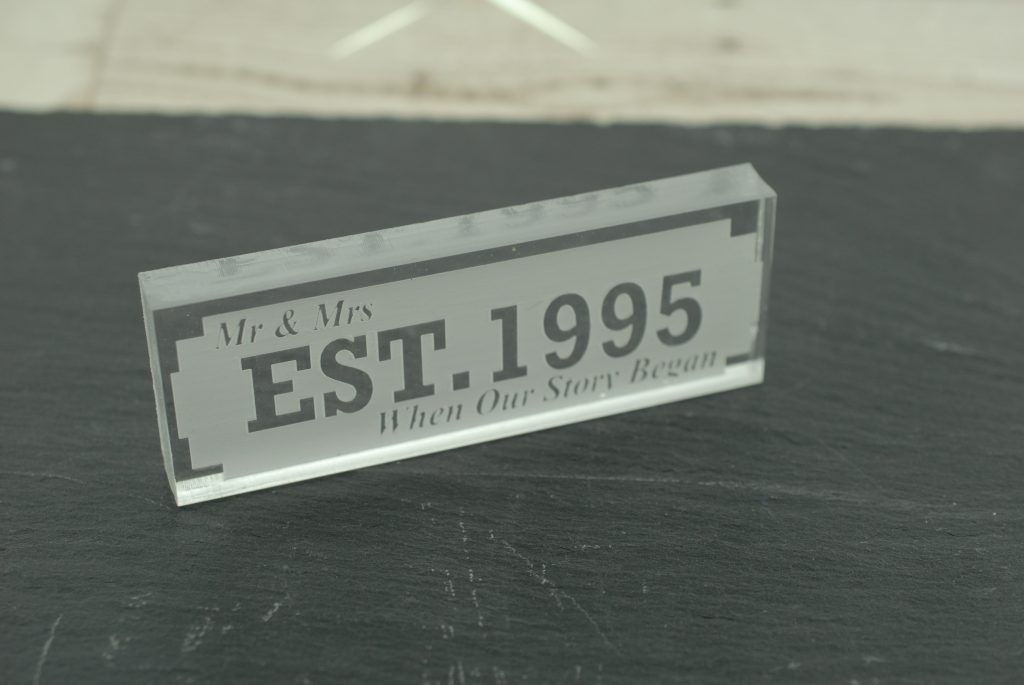 Mr & Mrs
EST.1995
When Our Story Began